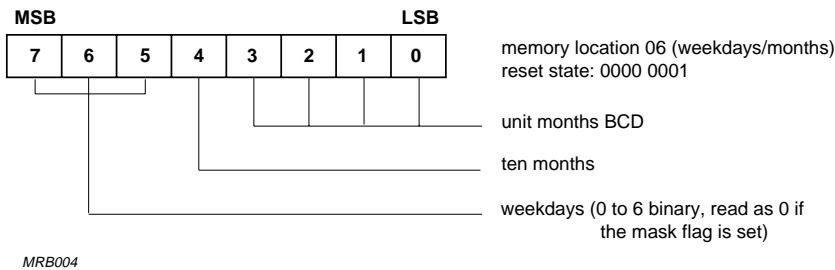 MSB LSB
7 6 5 4 3 2 1 0
memory location 06 (weekdays/months)
reset state: 0000 0001
unit months BCD
ten months
weekdays (0 to 6 binary, read as 0 if
the mask flag is set)
MRB004